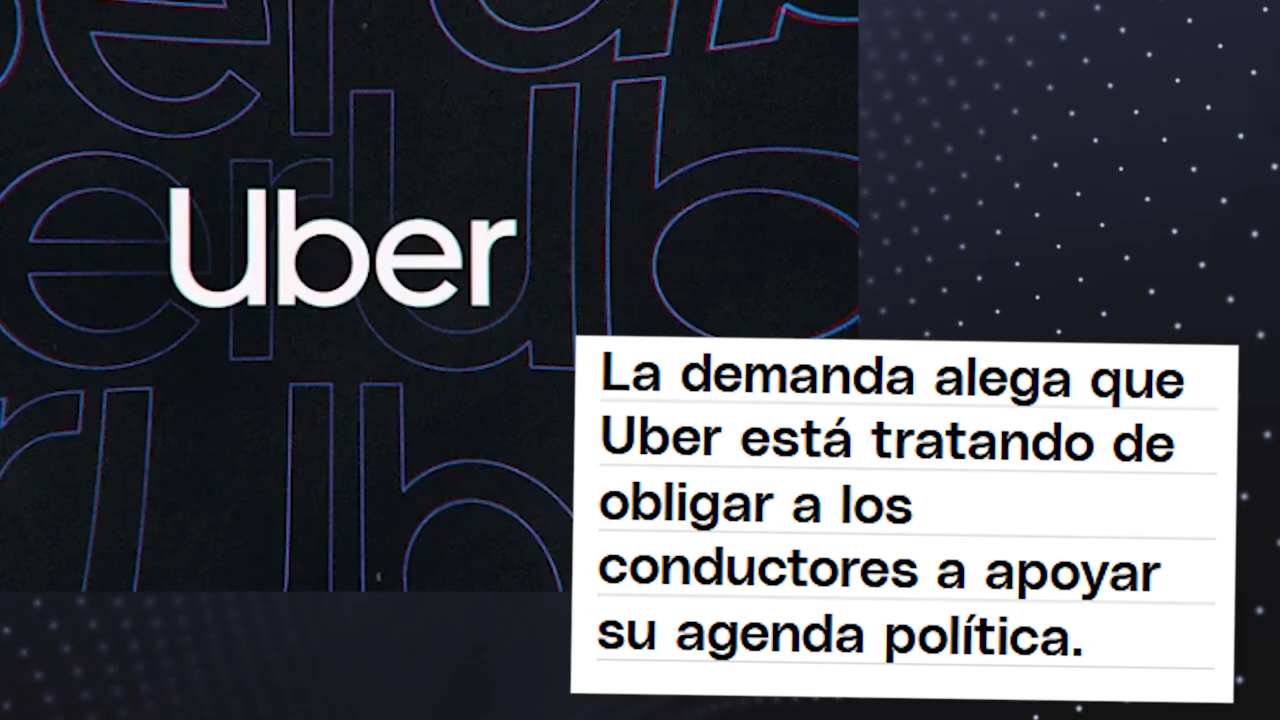 Uber
La demanda alega que
Uber está tratando de
obligar a los
conductores a apoyar
su agenda política.